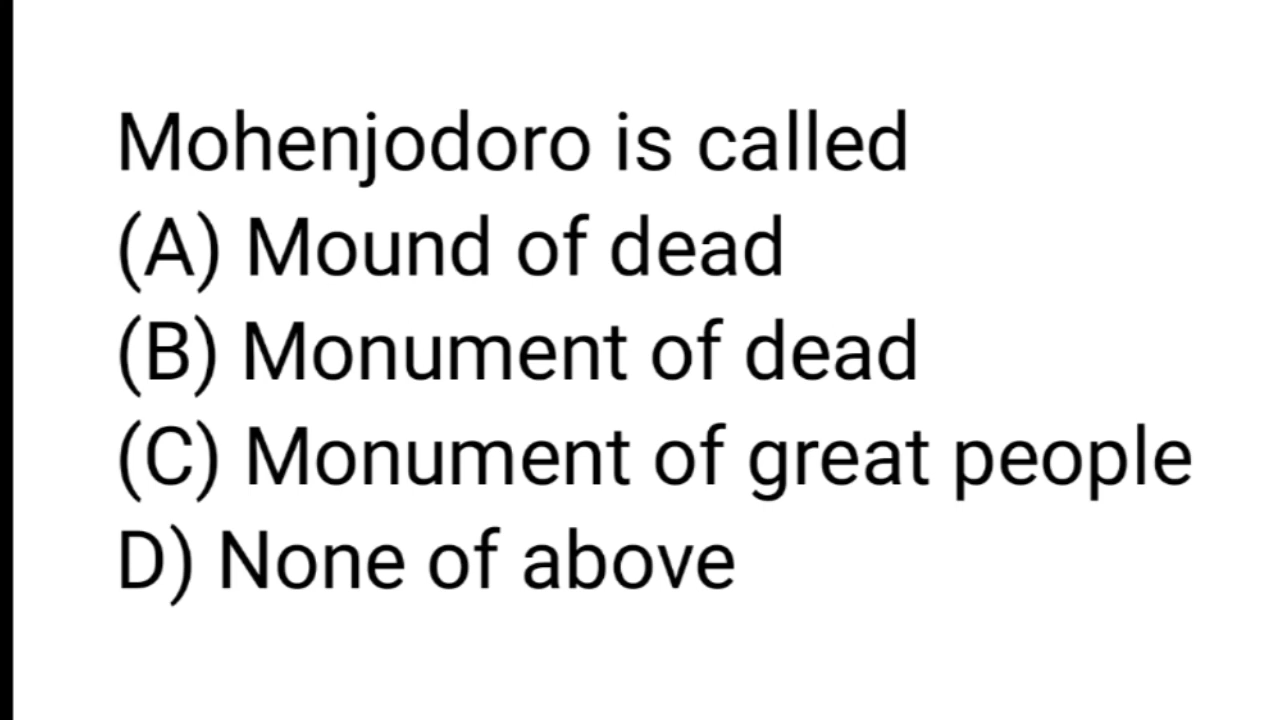 Mohenjodoro is called
(A) Mound of dead
(B) Monument of dead
(C) Monument of great people
D) None of above